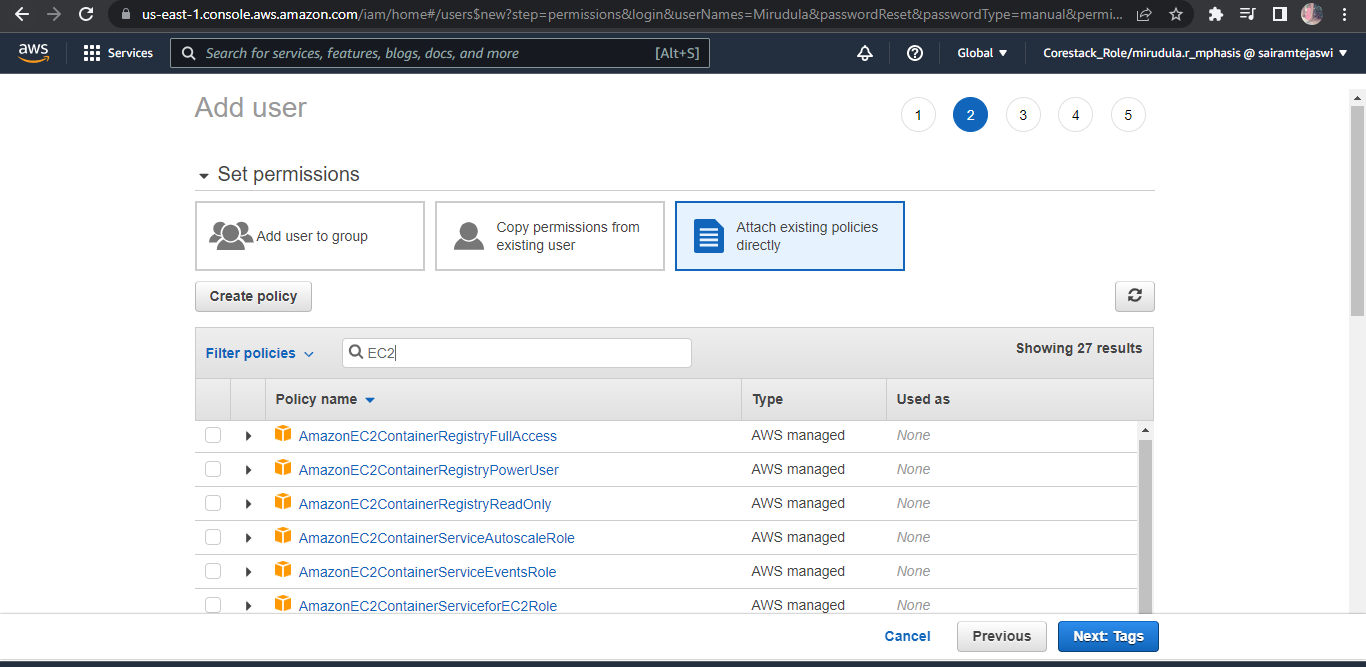 us-east-1.console.aws.amazon.com/iam/home#/users$new?step=permissions&login&userNames=Mirudula&passwordReset&passwordType=manual&permi...
aws Services Search for services, features, blogs, docs, and more [Alt+S] Global Corestack_Role/mirudula.r_mphasis @ sairamtejaswi
Add user 1 2 3 4 5
Set permissions
Add user to group
Copy permissions from
existing user
Attach existing policies
directly
Create policy
Filter policies EC2 Showing 27 results
Policy name Type Used as
AmazonEC2ContainerRegistryFullAccess AWS managed None
AmazonEC2ContainerRegistryPowerUser AWS managed None
AmazonEC2ContainerRegistryReadOnly AWS managed None
AmazonEC2ContainerServiceAutoscaleRole AWS managed None
AmazonEC2ContainerServiceEventsRole AWS managed None
AmazonEC2ContainerServiceforEC2Role AWS managed None
Cancel Previous Next: Tags